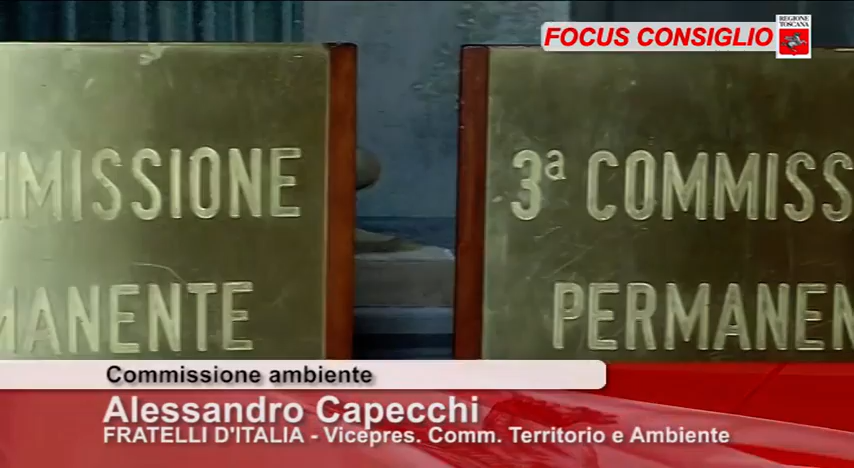 FOCUS CONSIGLIO
REGIONE
TOSCANA
MMISSIONE
MANENTE
3ª COMMISS
PERMANEN
Commissione ambiente
Alessandro Capecchi
FRATELLI D'ITALIA - Vicepres. Comm. Territorio e Ambiente